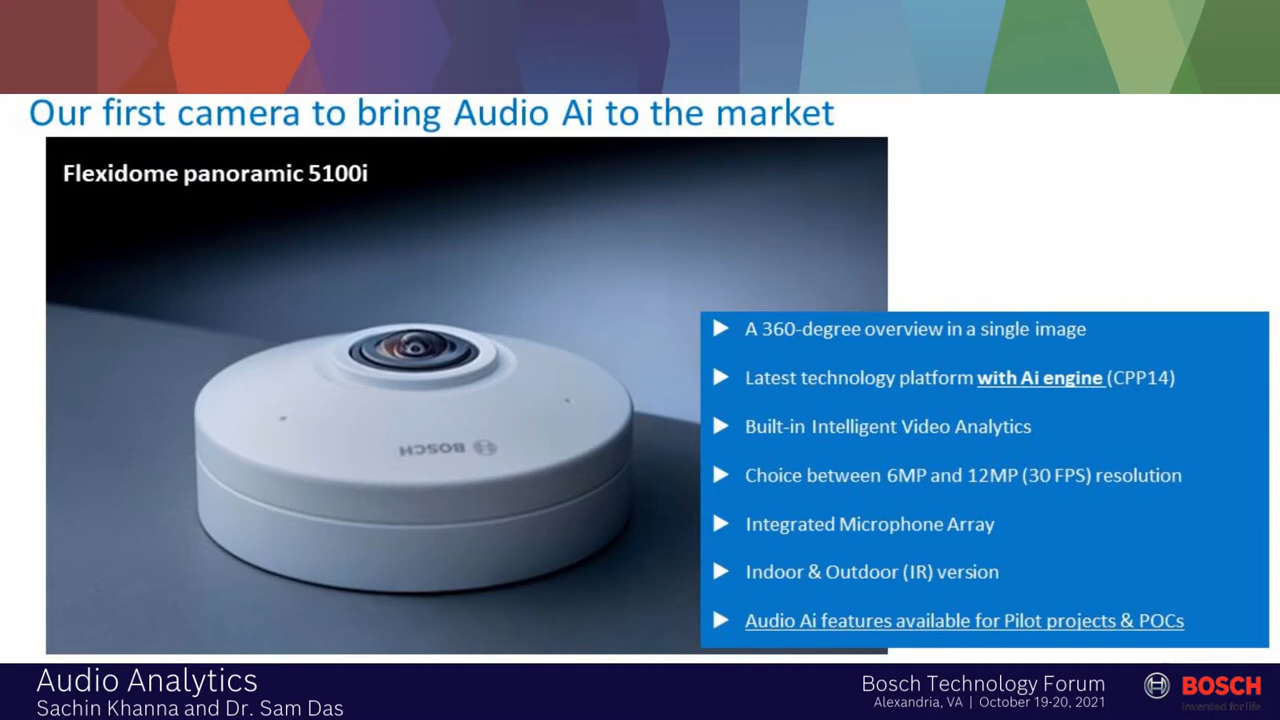 Our first camera to bring Audio Ai to the market
Flexidome panoramic 5100i
BOSCH
A 360-degree overview in a single image
Latest technology platform with Ai engine (CPP14)
Built-in Intelligent Video Analytics
Choice between 6MP and 12MP (30 FPS) resolution
Integrated Microphone Array
Indoor & Outdoor (IR) version
Audio Ai features available for Pilot projects & POCs
Audio Analytics
Sachin Khanna and Dr. Sam Das
Bosch Technology Forum
Alexandria, VA | October 19-20, 2021
BOSCH
Invented for life